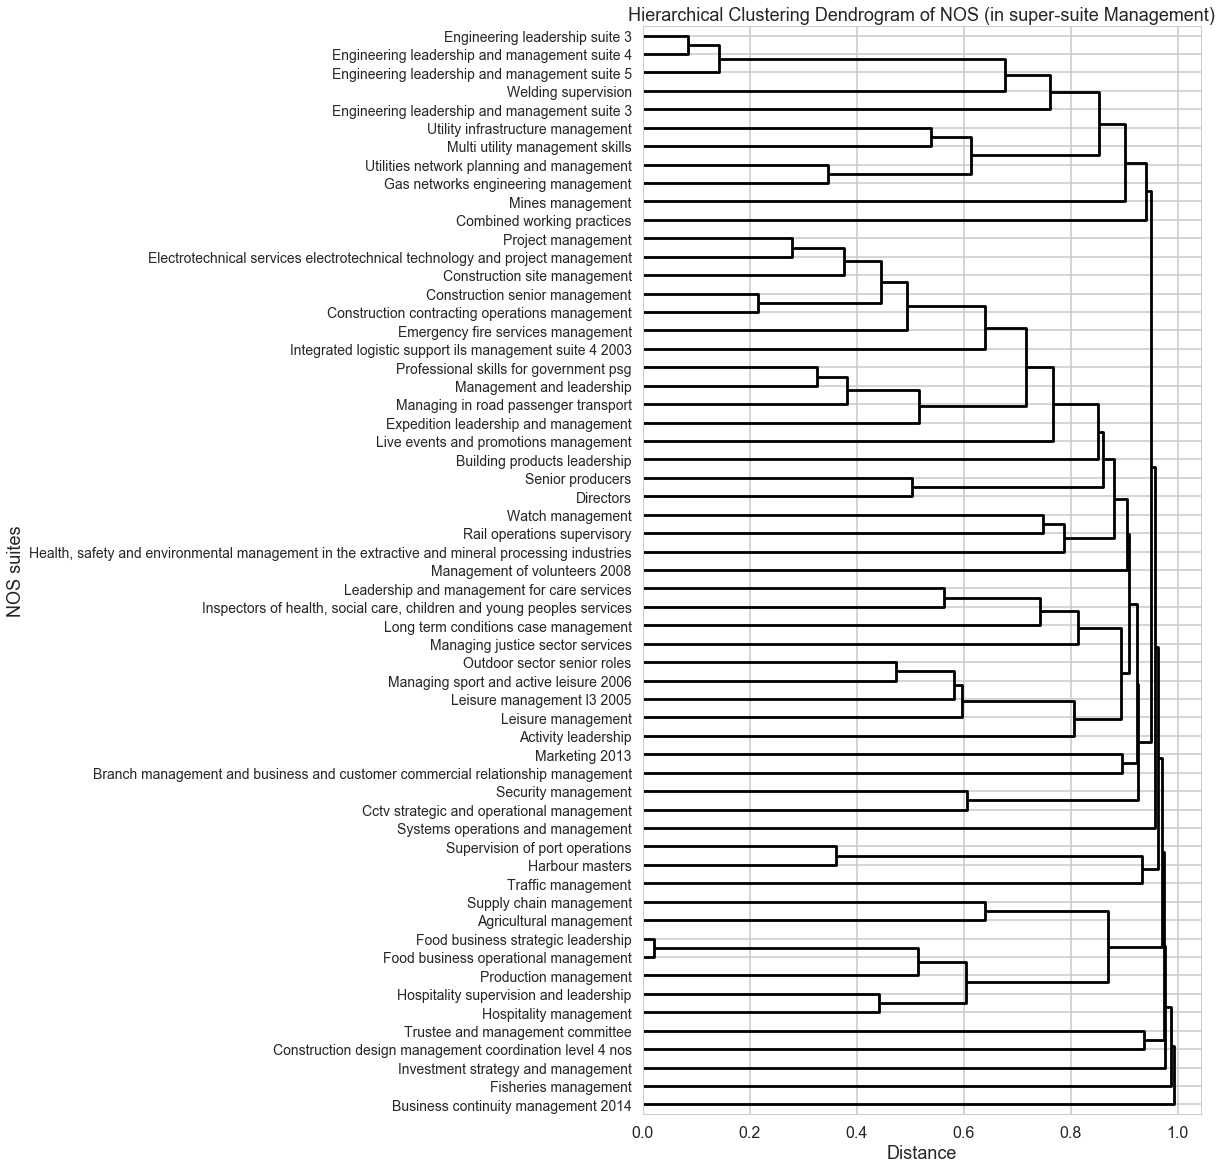 Hierarchical Clustering Dendrogram of NOS (in super-suite Management)
Engineering leadership suite 3
Engineering leadership and management suite 4
Engineering leadership and management suite 5
Welding supervision
Engineering leadership and management suite 3
Utility infrastructure management
Multi utility management skills
Utilities network planning and management
Gas networks engineering management
Mines management
Combined working practices
Project management
Electrotechnical services electrotechnical technology and project management
Construction site management
Construction senior management
Construction contracting operations management
Emergency fire services management
Integrated logistic support ils management suite 4 2003
Professional skills for government psg
Management and leadership
Managing in road passenger transport
Expedition leadership and management
Live events and promotions management
Building products leadership
Senior producers
Directors
Watch management
Rail operations supervisory
Health, safety and environmental management in the extractive and mineral processing industries
Management of volunteers 2008
Leadership and management for care services
Inspectors of health, social care, children and young peoples services
Long term conditions case management
Managing justice sector services
Outdoor sector senior roles
Managing sport and active leisure 2006
Leisure management l3 2005
Leisure management
Activity leadership
Marketing 2013
Branch management and business and customer commercial relationship management
Security management
Cctv strategic and operational management
Systems operations and management
Supervision of port operations
Harbour masters
Traffic management
Supply chain management
Agricultural management
Food business strategic leadership
Food business operational management
Production management
Hospitality supervision and leadership
Hospitality management
Trustee and management committee
Construction design management coordination level 4 nos
Investment strategy and management
Fisheries management
Business continuity management 2014
NOS suites
0.0 0.2 0.4 0.6 0.8 1.0
Distance